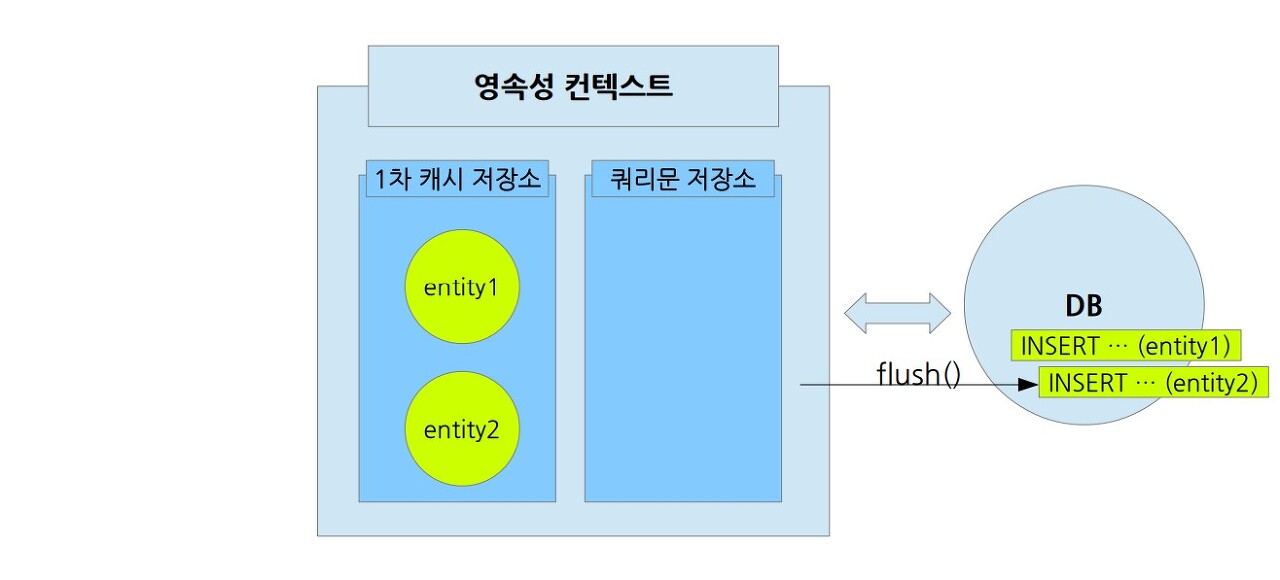 영속성 컨텍스트
1차 캐시 저장소
쿼리문 저장소
entity1
entity2
DB
INSERT ⋯ (entity1)
flush()
INSERT ⋯ (entity2)